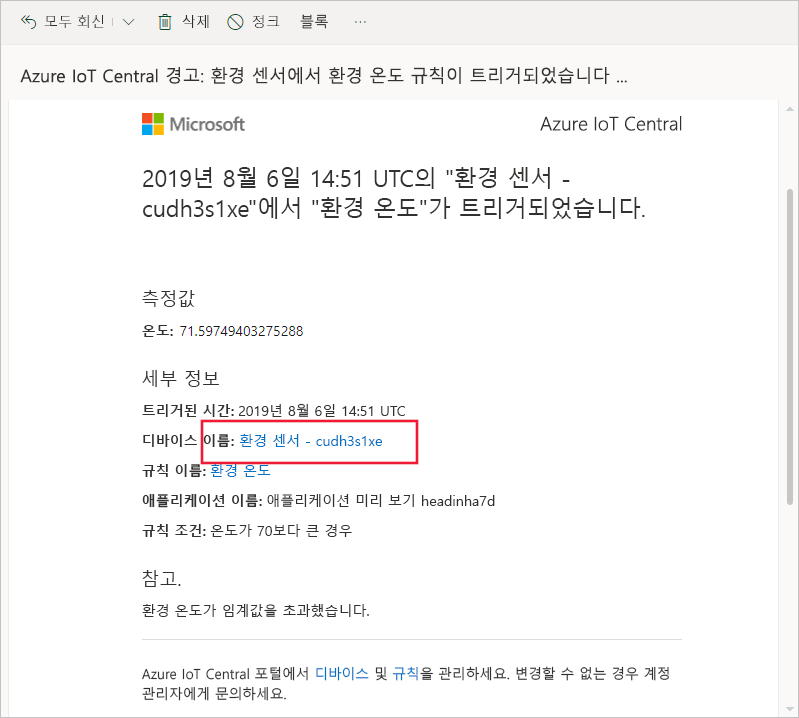 모두 회신 삭제 정크 블록 ...
Azure IoT Central 경고: 환경 센서에서 환경 온도 규칙이 트리거되었습니다 ...
Microsoft Azure IoT Central
2019년 8월 6일 14:51 UTC의 "환경 센서 -
cudh3s1xe"에서 "환경 온도"가 트리거되었습니다.
측정값
온도: 71.59749403275288
세부 정보
트리거된 시간: 2019년 8월 6일 14:51 UTC
디바이스 이름: 환경 센서 - cudh3s1xe
규칙 이름: 환경 온도
애플리케이션 이름: 애플리케이션 미리 보기 headinha7d
규칙 조건: 온도가 70보다 큰 경우
참고.
환경 온도가 임계값을 초과했습니다.
Azure IoT Central 포털에서 디바이스 및 규칙을 관리하세요. 변경할 수 없는 경우 계정
관리자에게 문의하세요.